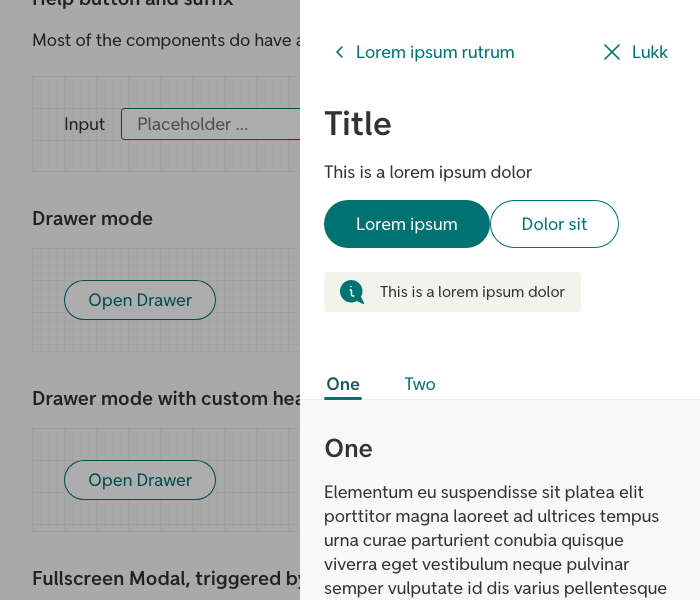 Help button and suffix
Most of the components do have a
Input
Placeholder ...
Drawer mode
Open Drawer
Drawer mode with custom hea
Open Drawer
Fullscreen Modal, triggered by
Lorem ipsum rutrum
Lukk
Title
This is a lorem ipsum dolor
Lorem ipsum
Dolor sit
This is a lorem ipsum dolor
One
Two
One
Elementum eu suspendisse sit platea elit
porttitor magna laoreet ad ultrices tempus
urna curae parturient conubia quisque
viverra eget vestibulum neque pulvinar
semper vulputate id dis varius pellentesque